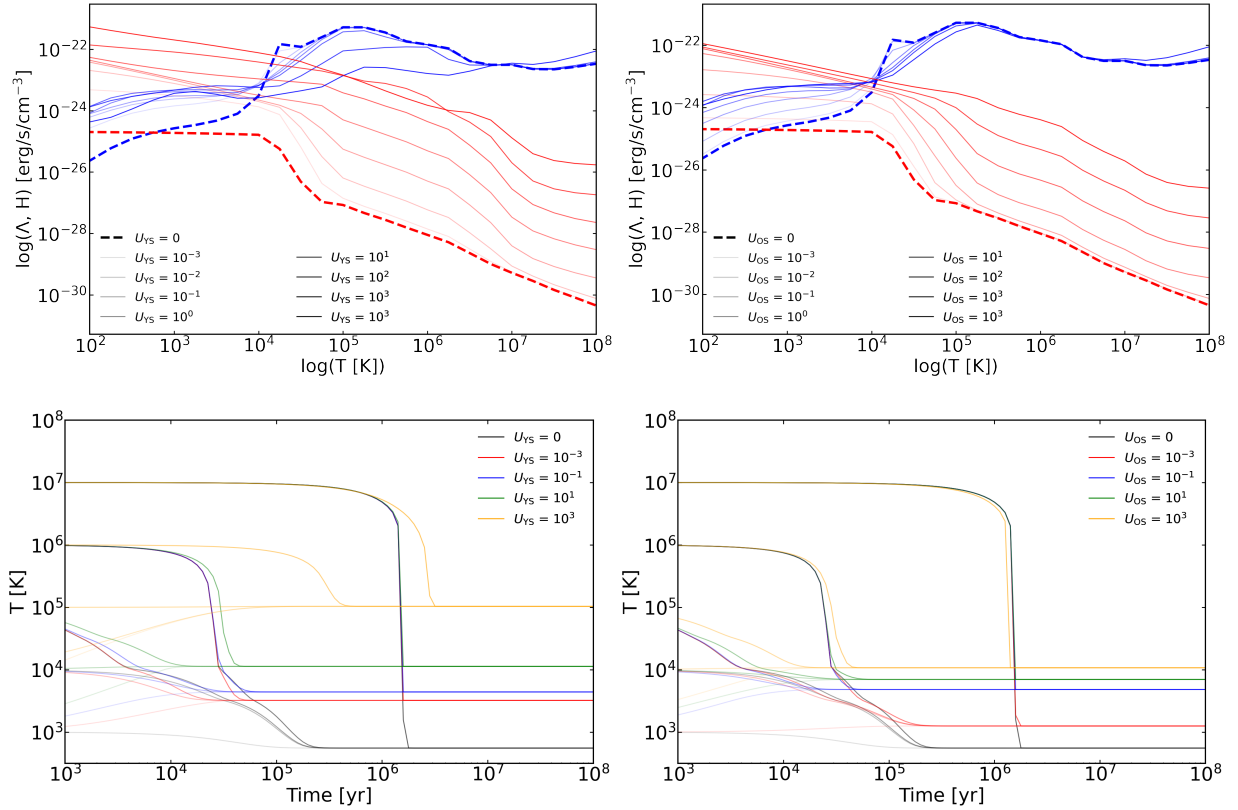 log(Λ, H) [erg/s/cm⁻³]
10⁻²²
10⁻²⁴
10⁻²⁶
10⁻²⁸
10⁻³⁰
U_YS = 0
U_YS = 10⁻³
U_YS = 10⁻²
U_YS = 10⁻¹
U_YS = 10⁰
U_YS = 10¹
U_YS = 10²
U_YS = 10³
U_YS = 10³
10² 10³ 10⁴ 10⁵ 10⁶ 10⁷ 10⁸
log(T [K])
log(Λ, H) [erg/s/cm⁻³]
10⁻²²
10⁻²⁴
10⁻²⁶
10⁻²⁸
10⁻³⁰
U_OS = 0
U_OS = 10⁻³
U_OS = 10⁻²
U_OS = 10⁻¹
U_OS = 10⁰
U_OS = 10¹
U_OS = 10²
U_OS = 10³
U_OS = 10³
10² 10³ 10⁴ 10⁵ 10⁶ 10⁷ 10⁸
log(T [K])
T [K]
10⁸
10⁷
10⁶
10⁵
10⁴
10³
U_YS = 0
U_YS = 10⁻³
U_YS = 10⁻¹
U_YS = 10¹
U_YS = 10³
10³ 10⁴ 10⁵ 10⁶ 10⁷ 10⁸
Time [yr]
T [K]
10⁸
10⁷
10⁶
10⁵
10⁴
10³
U_OS = 0
U_OS = 10⁻³
U_OS = 10⁻¹
U_OS = 10¹
U_OS = 10³
10³ 10⁴ 10⁵ 10⁶ 10⁷ 10⁸
Time [yr]